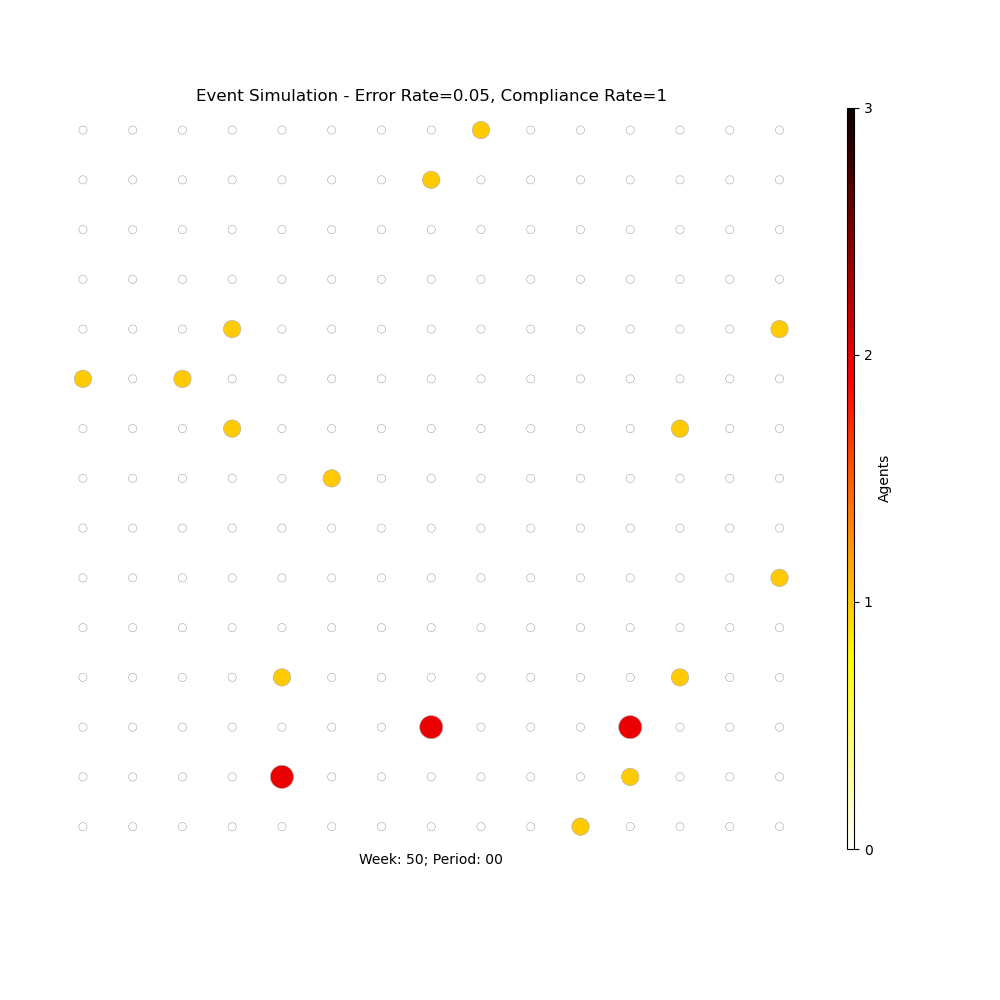 Event Simulation - Error Rate=0.05, Compliance Rate=1
3
2
Agents
1
0
Week: 50; Period: 00